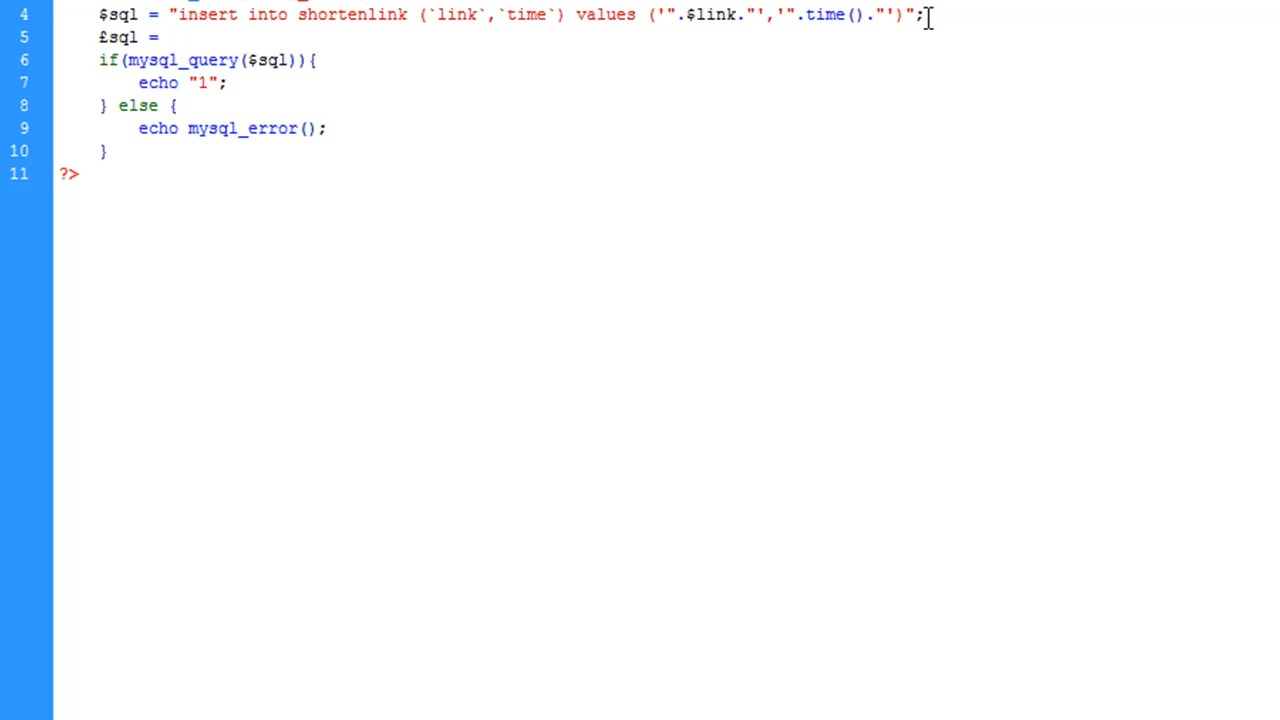 4 $sql = "insert into shortenlink (`link`,`time`) values ('".$link."','".time()."')";
5 £sql =
6 if(mysql_query($sql)){
7 echo "1";
8 } else {
9 echo mysql_error();
10 }
11 ?>